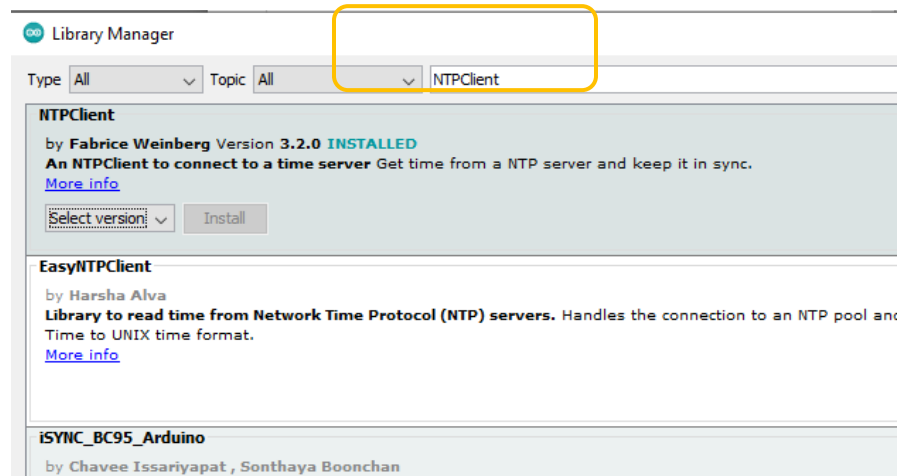 Library Manager
Type All Topic All NTPClient
NTPClient
by Fabrice Weinberg Version 3.2.0 INSTALLED
An NTPClient to connect to a time server Get time from a NTP server and keep it in sync.
More info
Select version Install
EasyNTPClient
by Harsha Alva
Library to read time from Network Time Protocol (NTP) servers. Handles the connection to an NTP pool and
Time to UNIX time format.
More info
iSYNC_BC95_Arduino
by Chavee Issariyapat , Sonthaya Boonchan